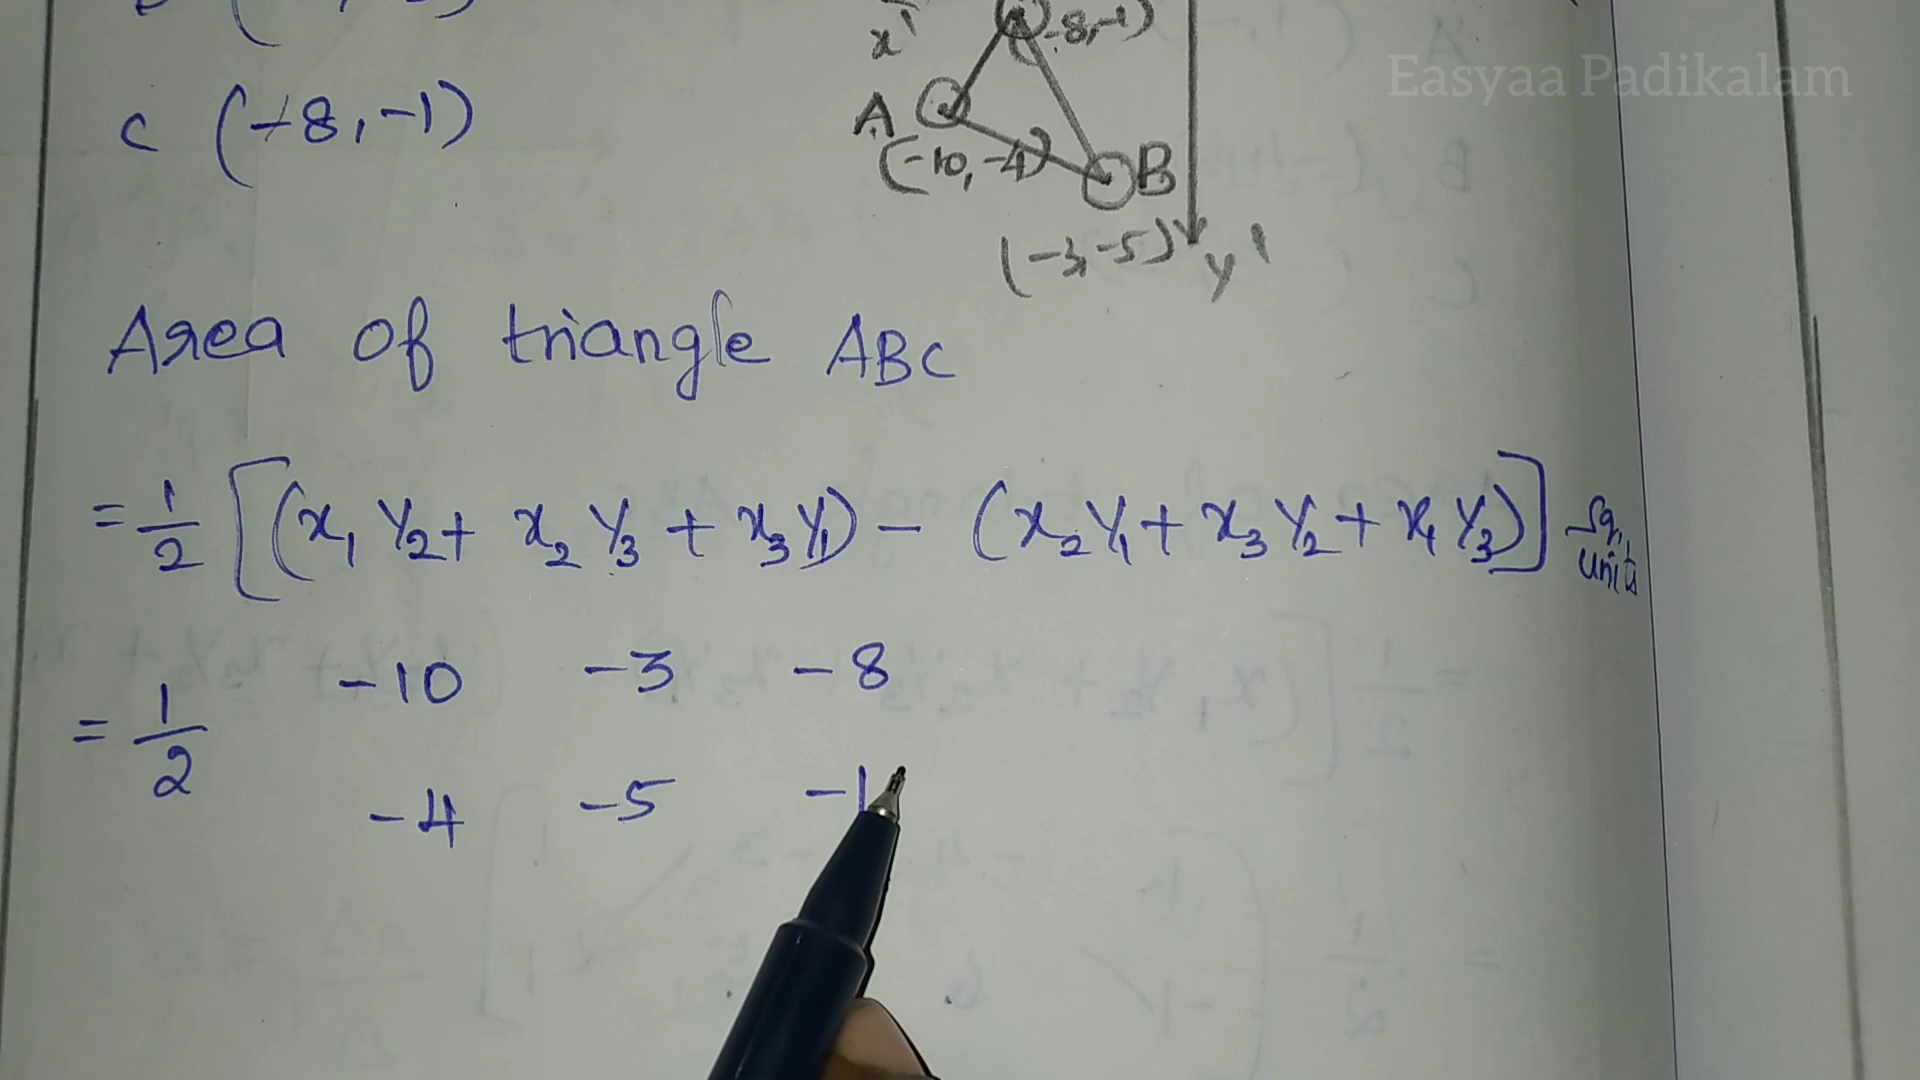 Easyaa Padikalam
C (-8, -1)
x'
(-8, -1)
A
(-10, -4)
B
(-3, -5)
y'
Area of triangle ABC
= 1/2 [(x₁ y₂ + x₂ y₃ + x₃ y₁) - (x₂ y₁ + x₃ y₂ + x₁ y₃)] Sq. units
= 1/2 -10 -3 -8
-4 -5 -1